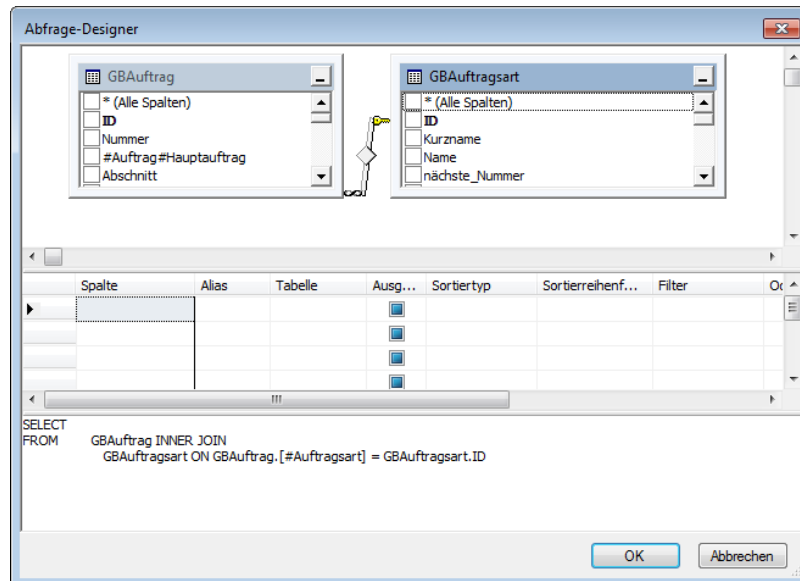 Abfrage-Designer
GBAuftrag
* (Alle Spalten)
ID
Nummer
#Auftrag#Hauptauftrag
Abschnitt
GBAuftragsart
* (Alle Spalten)
ID
Kurzname
Name
nächste_Nummer
Spalte Alias Tabelle Ausg... Sortiertyp Sortierreihenf... Filter Oc
SELECT
FROM GBAuftrag INNER JOIN
GBAuftragsart ON GBAuftrag.[#Auftragsart] = GBAuftragsart.ID
OK Abbrechen